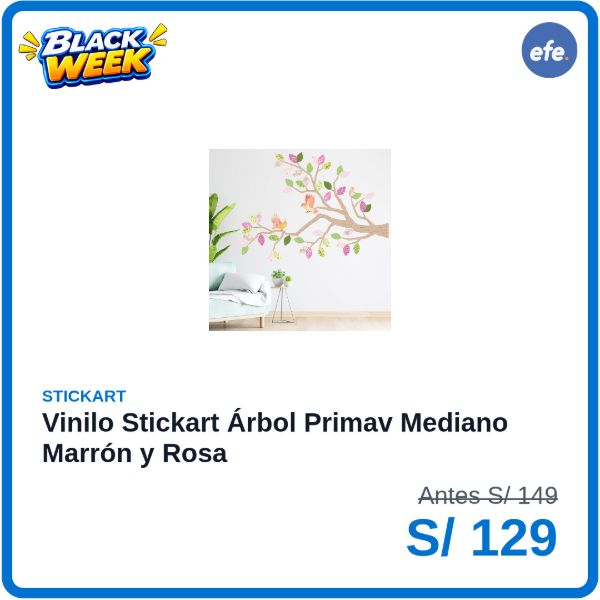 BLACK
WEEK
efe.
STICKART
Vinilo Stickart Árbol Primav Mediano
Marrón y Rosa
Antes S/ 149
S/ 129